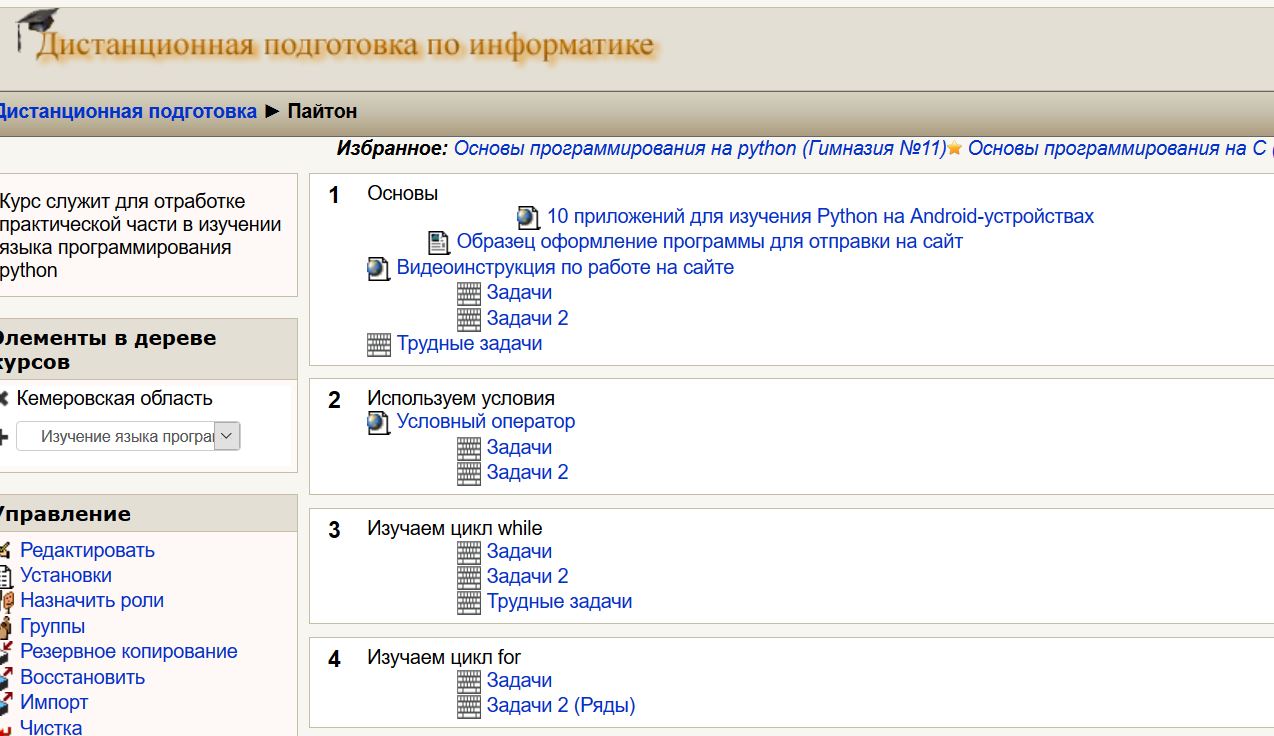 Дистанционная подготовка по информатике
Дистанционная подготовка ► Пайтон
Избранное: Основы программирования на python (Гимназия №11) Основы программирования на C (
Курс служит для отработке
практической части в изучении
языка программирования
python
Элементы в дереве
курсов
Кемеровская область
Изучение языка програ
Управление
Редактировать
Установки
Назначить роли
Группы
Резервное копирование
Восстановить
Импорт
Чистка
1 Основы
10 приложений для изучения Python на Android-устройствах
Образец оформление программы для отправки на сайт
Видеоинструкция по работе на сайте
Задачи
Задачи 2
Трудные задачи
2 Используем условия
Условный оператор
Задачи
Задачи 2
3 Изучаем цикл while
Задачи
Задачи 2
Трудные задачи
4 Изучаем цикл for
Задачи
Задачи 2 (Ряды)